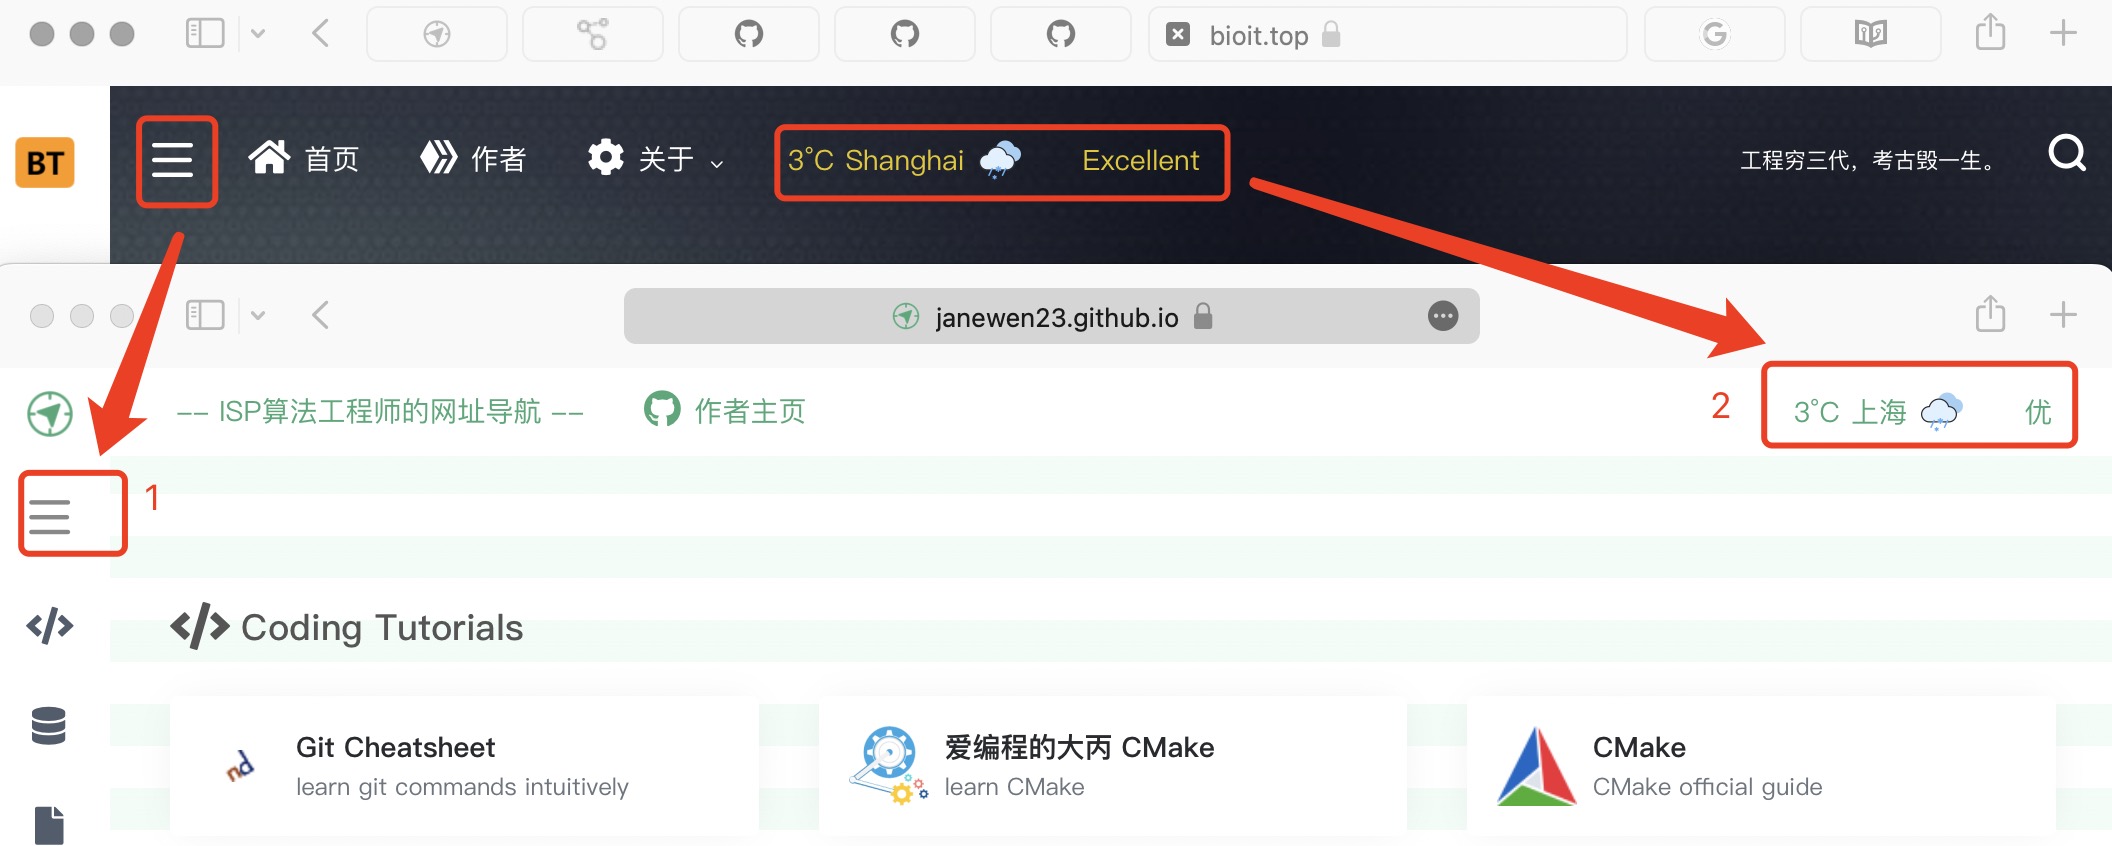 bioit.top
BT
首页
作者
关于
3°C Shanghai
Excellent
工程穷三代，考古毁一生。
janewen23.github.io
-- ISP算法工程师的网址导航 --
作者主页
2
3°C 上海
优
1
</> Coding Tutorials
nd
Git Cheatsheet
learn git commands intuitively
爱编程的大丙 CMake
learn CMake
CMake
CMake official guide